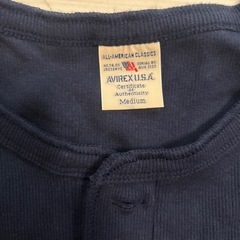 ALL-AMERICAN CLASSICS
AVIREX U.S.A.
Certificate
of
Authenticity
Medium